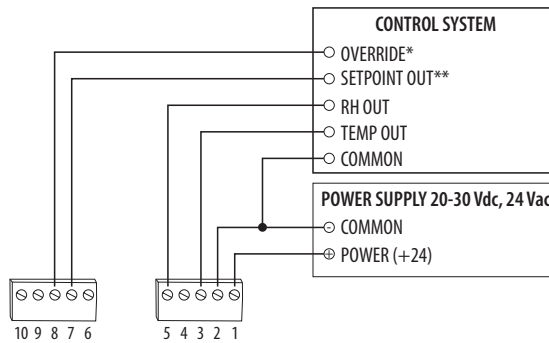 CONTROL SYSTEM
OVERRIDE*
SETPOINT OUT**
RH OUT
TEMP OUT
COMMON
POWER SUPPLY 20-30 Vdc, 24 Vac
COMMON
POWER (+24)
10 9 8 7 6
5 4 3 2 1